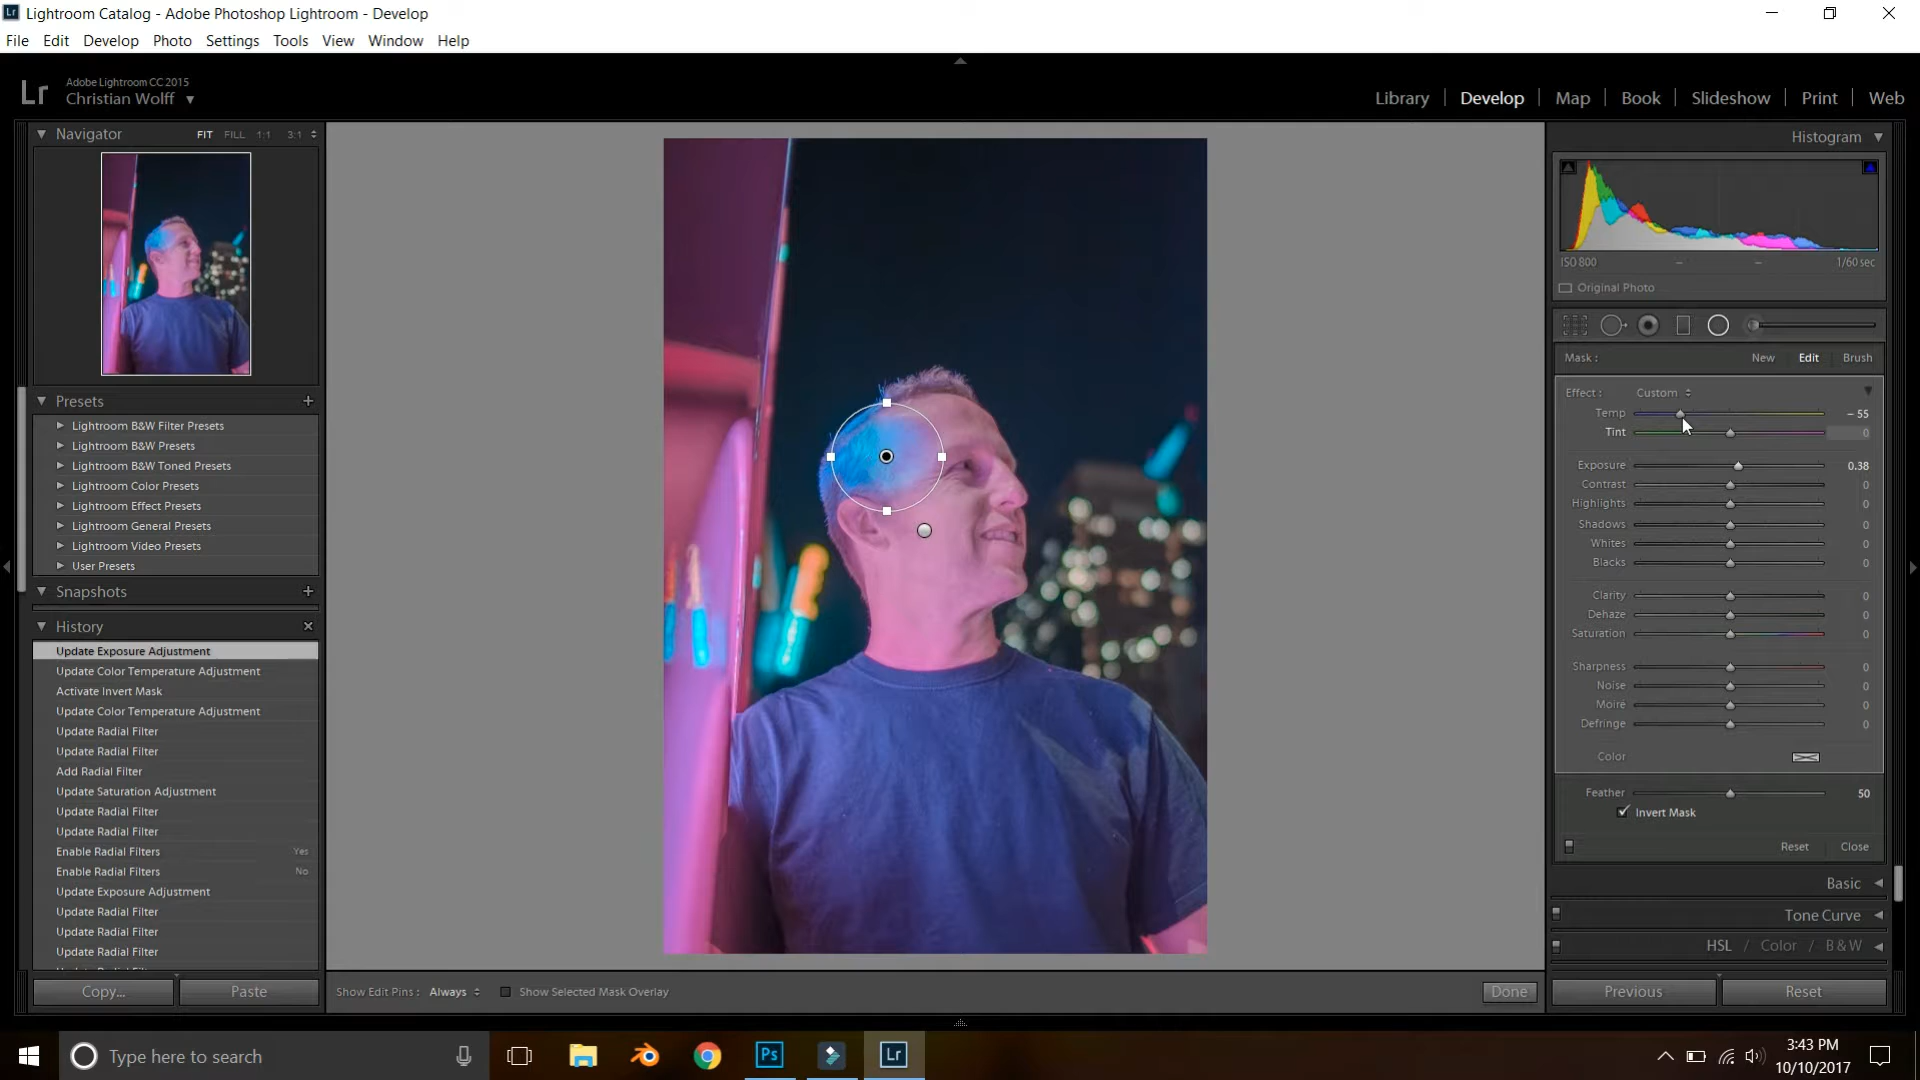 Lr Lightroom Catalog - Adobe Photoshop Lightroom - Develop
File Edit Develop Photo Settings Tools View Window Help
Lr Adobe Lightroom CC 2015
Christian Wolff
Library Develop Map Book Slideshow Print Web
Navigator FIT FILL 1:1 3:1
Presets +
Lightroom B&W Filter Presets
Lightroom B&W Presets
Lightroom B&W Toned Presets
Lightroom Color Presets
Lightroom Effect Presets
Lightroom General Presets
Lightroom Video Presets
User Presets
Snapshots +
History ×
Update Exposure Adjustment
Update Color Temperature Adjustment
Activate Invert Mask
Update Color Temperature Adjustment
Update Radial Filter
Update Radial Filter
Add Radial Filter
Update Saturation Adjustment
Update Radial Filter
Update Radial Filter
Enable Radial Filters Yes
Enable Radial Filters No
Update Exposure Adjustment
Update Radial Filter
Update Radial Filter
Update Radial Filter
Copy... Paste
Show Edit Pins : Always Show Selected Mask Overlay Done
Histogram
ISO 800 – – 1/60 sec
Original Photo
Mask : New Edit Brush
Effect : Custom
Temp – 55
Tint 0
Exposure 0.38
Contrast 0
Highlights 0
Shadows 0
Whites 0
Blacks 0
Clarity 0
Dehaze 0
Saturation 0
Sharpness 0
Noise 0
Moiré 0
Defringe 0
Color
Feather 50
Invert Mask
Reset Close
Basic
Tone Curve
HSL / Color / B & W
Previous Reset
Type here to search
Ps Lr
3:43 PM
10/10/2017